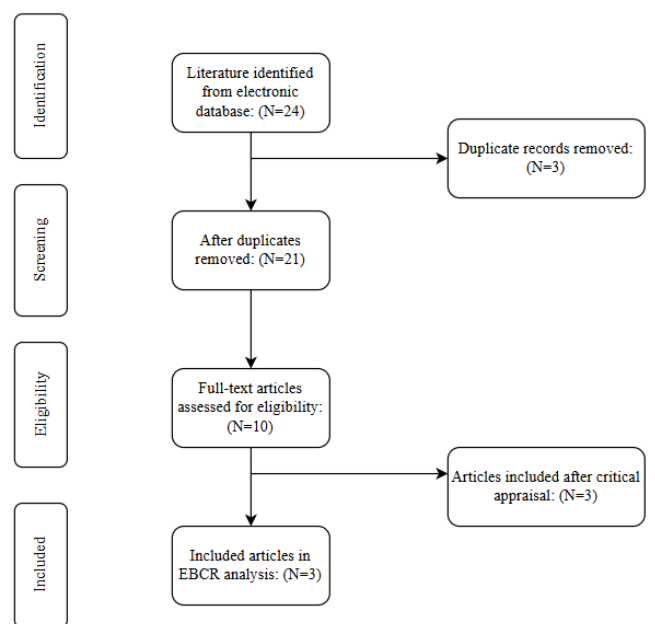 Identification
Literature identified
from electronic
database: (N=24)
Duplicate records removed:
(N=3)
Screening
After duplicates
removed: (N=21)
Eligibility
Full-text articles
assessed for eligibility:
(N=10)
Articles included after critical
appraisal: (N=3)
Included
Included articles in
EBCR analysis: (N=3)